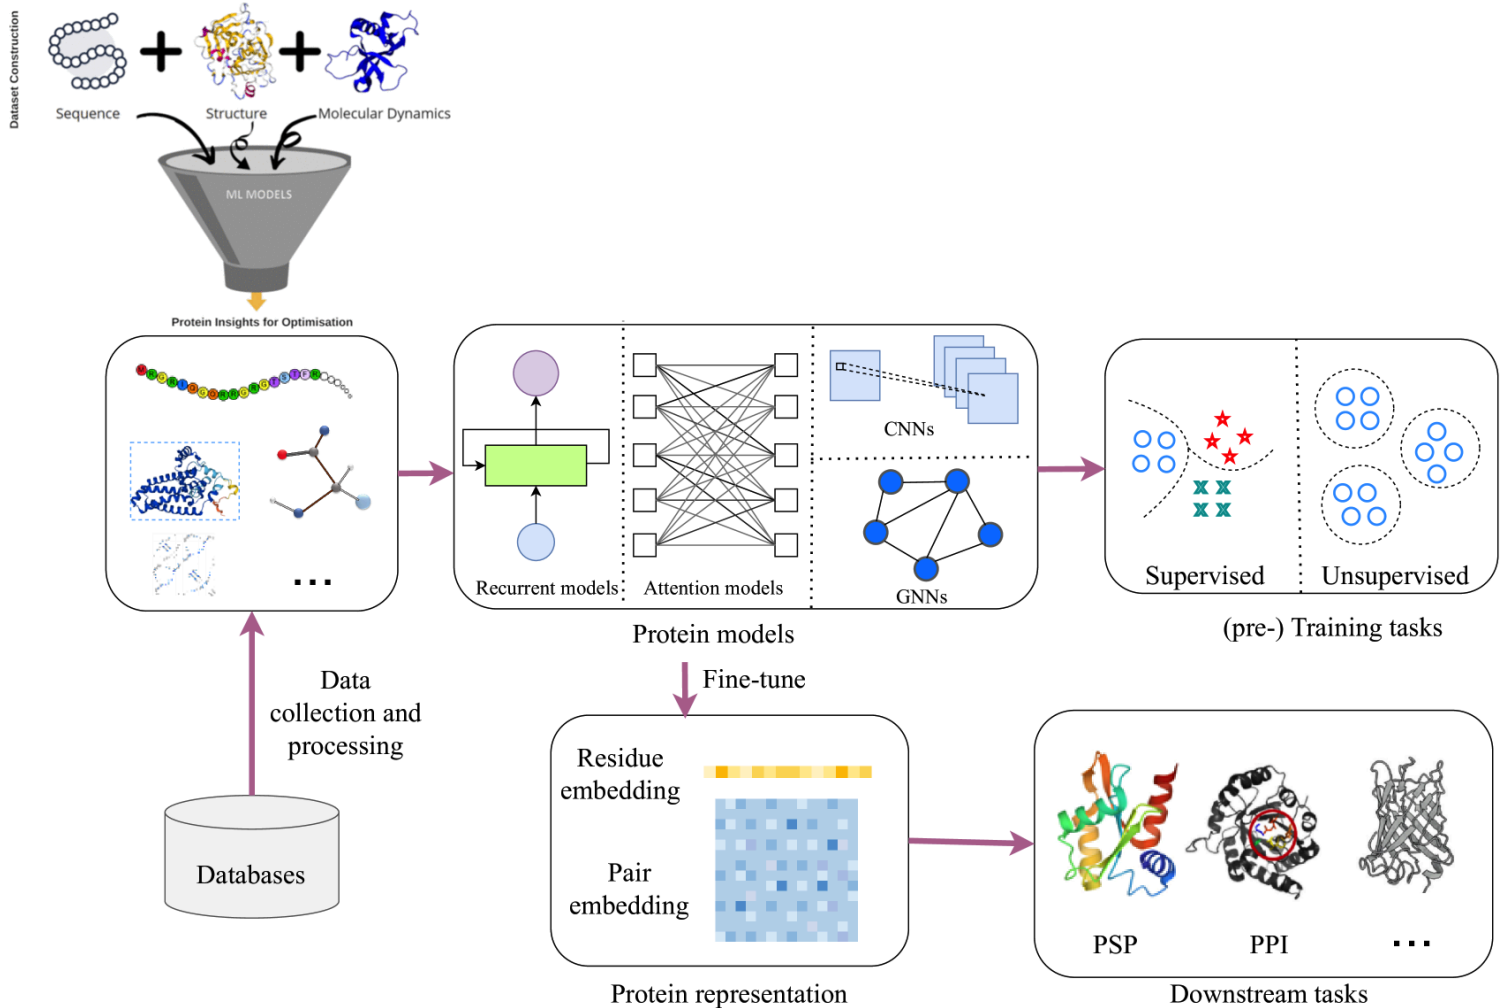 Dataset Construction
Sequence
Structure
Molecular Dynamics
ML MODELS
Protein Insights for Optimisation
CNNs
Recurrent models
Attention models
GNNs
Protein models
Supervised
Unsupervised
(pre-) Training tasks
Data
collection and
processing
Fine-tune
Databases
Residue
embedding
Pair
embedding
Protein representation
PSP
PPI
...
Downstream tasks